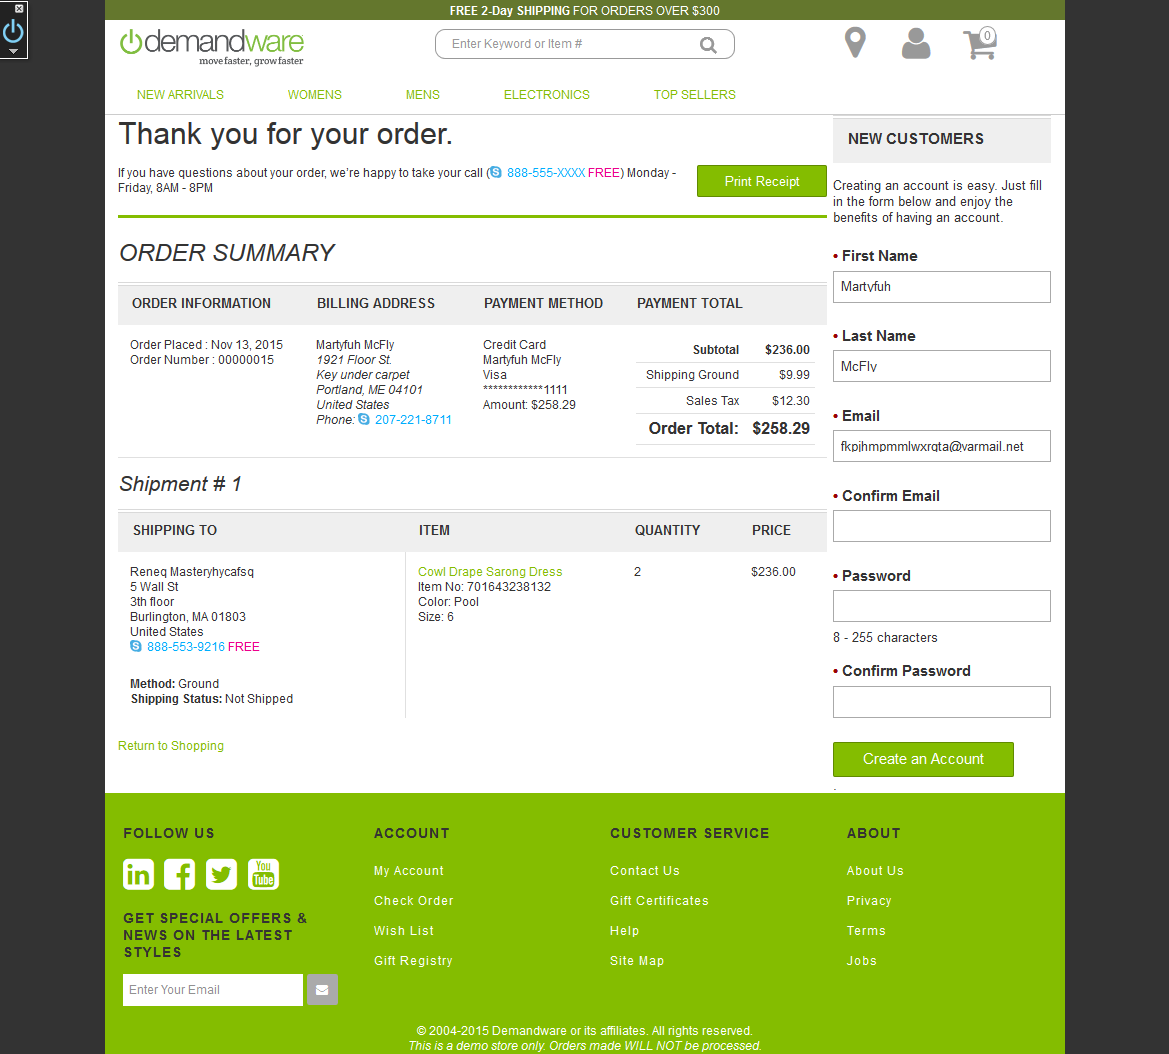 FREE 2-Day SHIPPING FOR ORDERS OVER $300
demandware
move faster, grow faster
Enter Keyword or Item #
0
NEW ARRIVALS WOMENS MENS ELECTRONICS TOP SELLERS
Thank you for your order.
If you have questions about your order, we're happy to take your call (888-555-XXXX FREE) Monday -
Friday, 8AM - 8PM
Print Receipt
ORDER SUMMARY
ORDER INFORMATION
Order Placed : Nov 13, 2015
Order Number : 00000015
BILLING ADDRESS
Martyfuh McFly
1921 Floor St.
Key under carpet
Portland, ME 04101
United States
Phone: 207-221-8711
PAYMENT METHOD
Credit Card
Martyfuh McFly
Visa
************1111
Amount: $258.29
PAYMENT TOTAL
Subtotal $236.00
Shipping Ground $9.99
Sales Tax $12.30
Order Total: $258.29
Shipment # 1
SHIPPING TO ITEM QUANTITY PRICE
Reneq Masteryhycafsq
5 Wall St
3th floor
Burlington, MA 01803
United States
888-553-9216 FREE
Method: Ground
Shipping Status: Not Shipped
Cowl Drape Sarong Dress
Item No: 701643238132
Color: Pool
Size: 6
2
$236.00
Return to Shopping
NEW CUSTOMERS
Creating an account is easy. Just fill
in the form below and enjoy the
benefits of having an account.
• First Name
Martyfuh
• Last Name
McFly
• Email
fkpjhmpmmlwxrqta@varmail.net
• Confirm Email
• Password
8 - 255 characters
• Confirm Password
Create an Account
FOLLOW US
in
You
Tube
GET SPECIAL OFFERS &
NEWS ON THE LATEST
STYLES
Enter Your Email
ACCOUNT
My Account
Check Order
Wish List
Gift Registry
CUSTOMER SERVICE
Contact Us
Gift Certificates
Help
Site Map
ABOUT
About Us
Privacy
Terms
Jobs
© 2004-2015 Demandware or its affiliates. All rights reserved.
This is a demo store only. Orders made WILL NOT be processed.